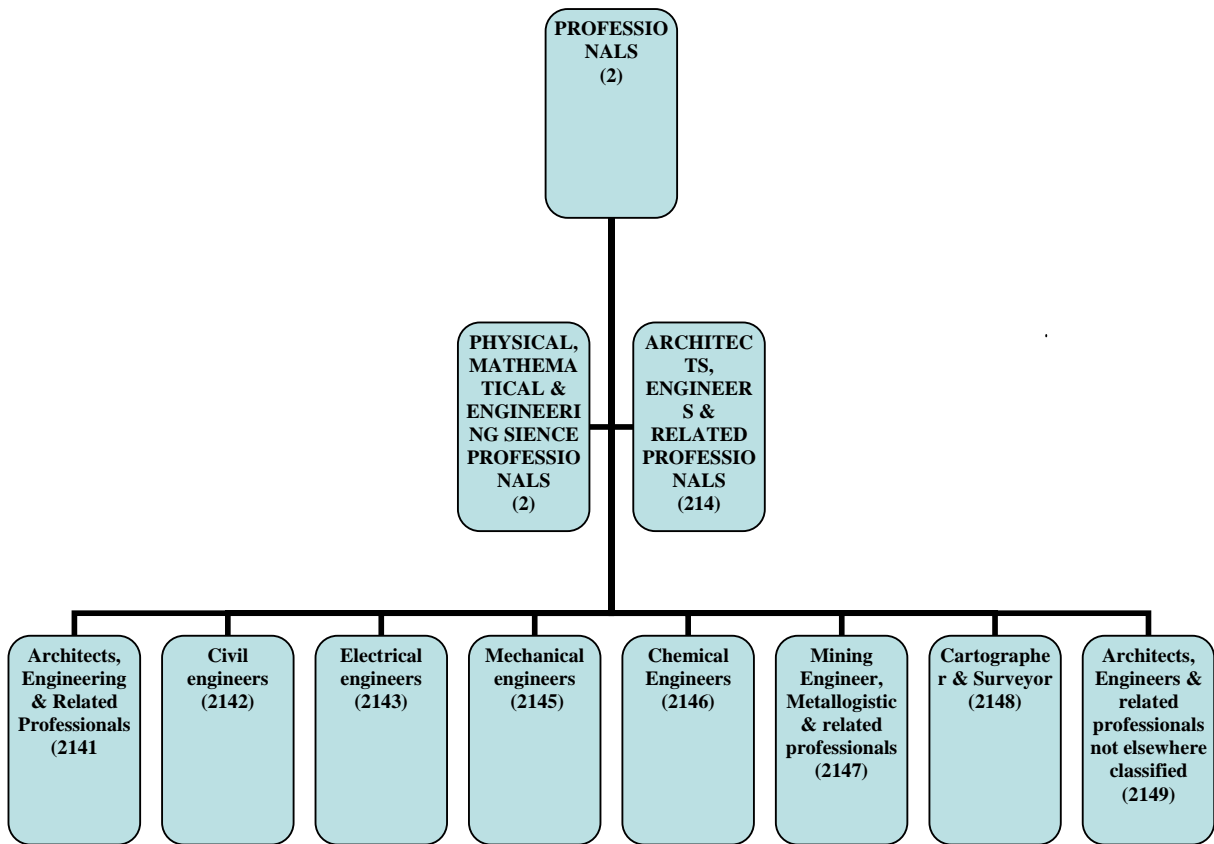 PROFESSIO
NALS
(2)
PHYSICAL,
MATHEMA
TICAL &
ENGINEERI
NG SIENCE
PROFESSIO
NALS
(2)
ARCHITEC
TS,
ENGINEER
S &
RELATED
PROFESSIO
NALS
(214)
Architects,
Engineering
& Related
Professionals
(2141
Civil
engineers
(2142)
Electrical
engineers
(2143)
Mechanical
engineers
(2145)
Chemical
Engineers
(2146)
Mining
Engineer,
Metallogistic
& related
professionals
(2147)
Cartographe
r & Surveyor
(2148)
Architects,
Engineers &
related
professionals
not elsewhere
classified
(2149)